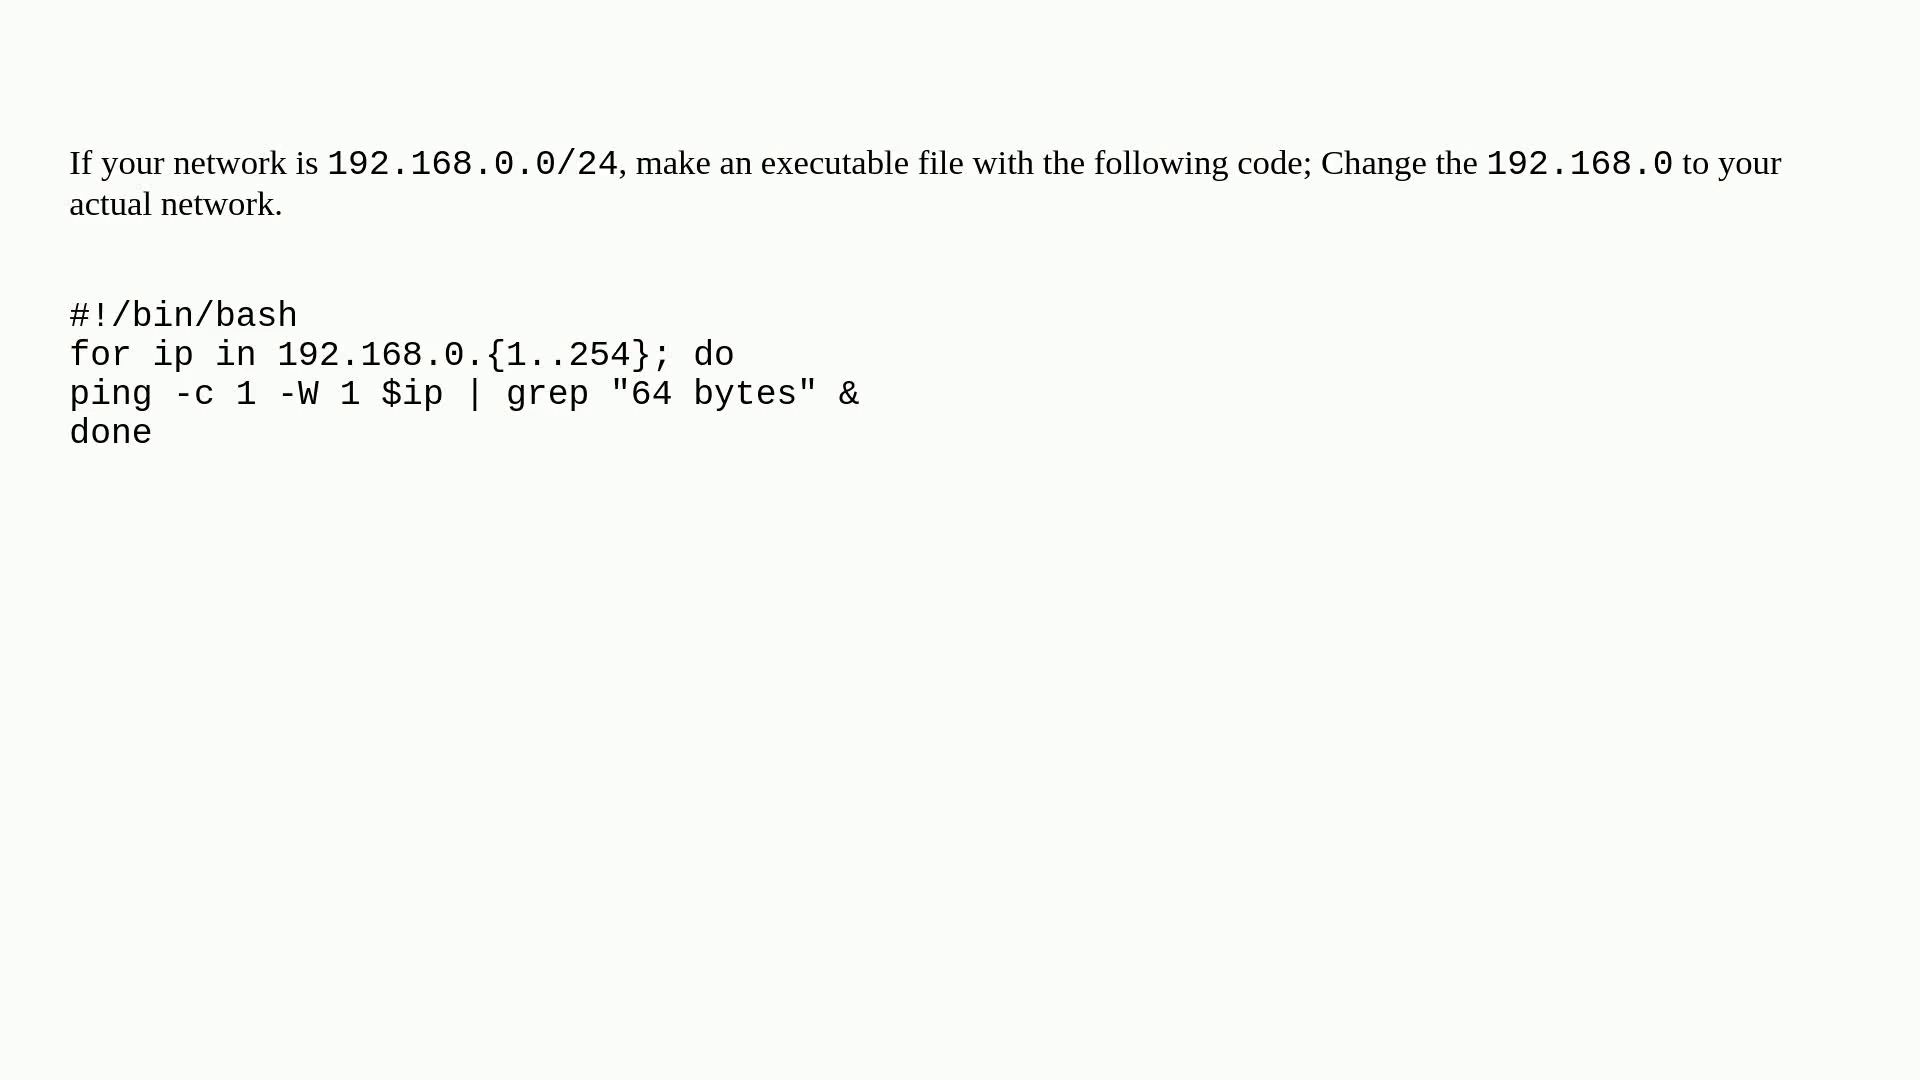 If your network is 192.168.0.0/24, make an executable file with the following code; Change the 192.168.0 to your
actual network.
#!/bin/bash
for ip in 192.168.0.{1..254}; do
ping -c 1 -W 1 $ip | grep "64 bytes" &
done